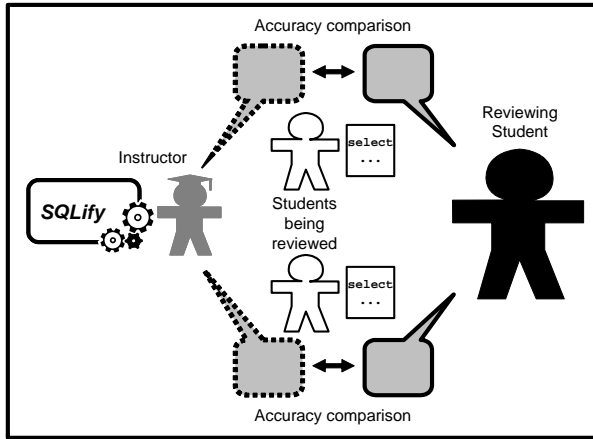 Accuracy comparison
Reviewing
Student
Instructor
select
...
SQLify
Students
being
reviewed
select
...
Accuracy comparison